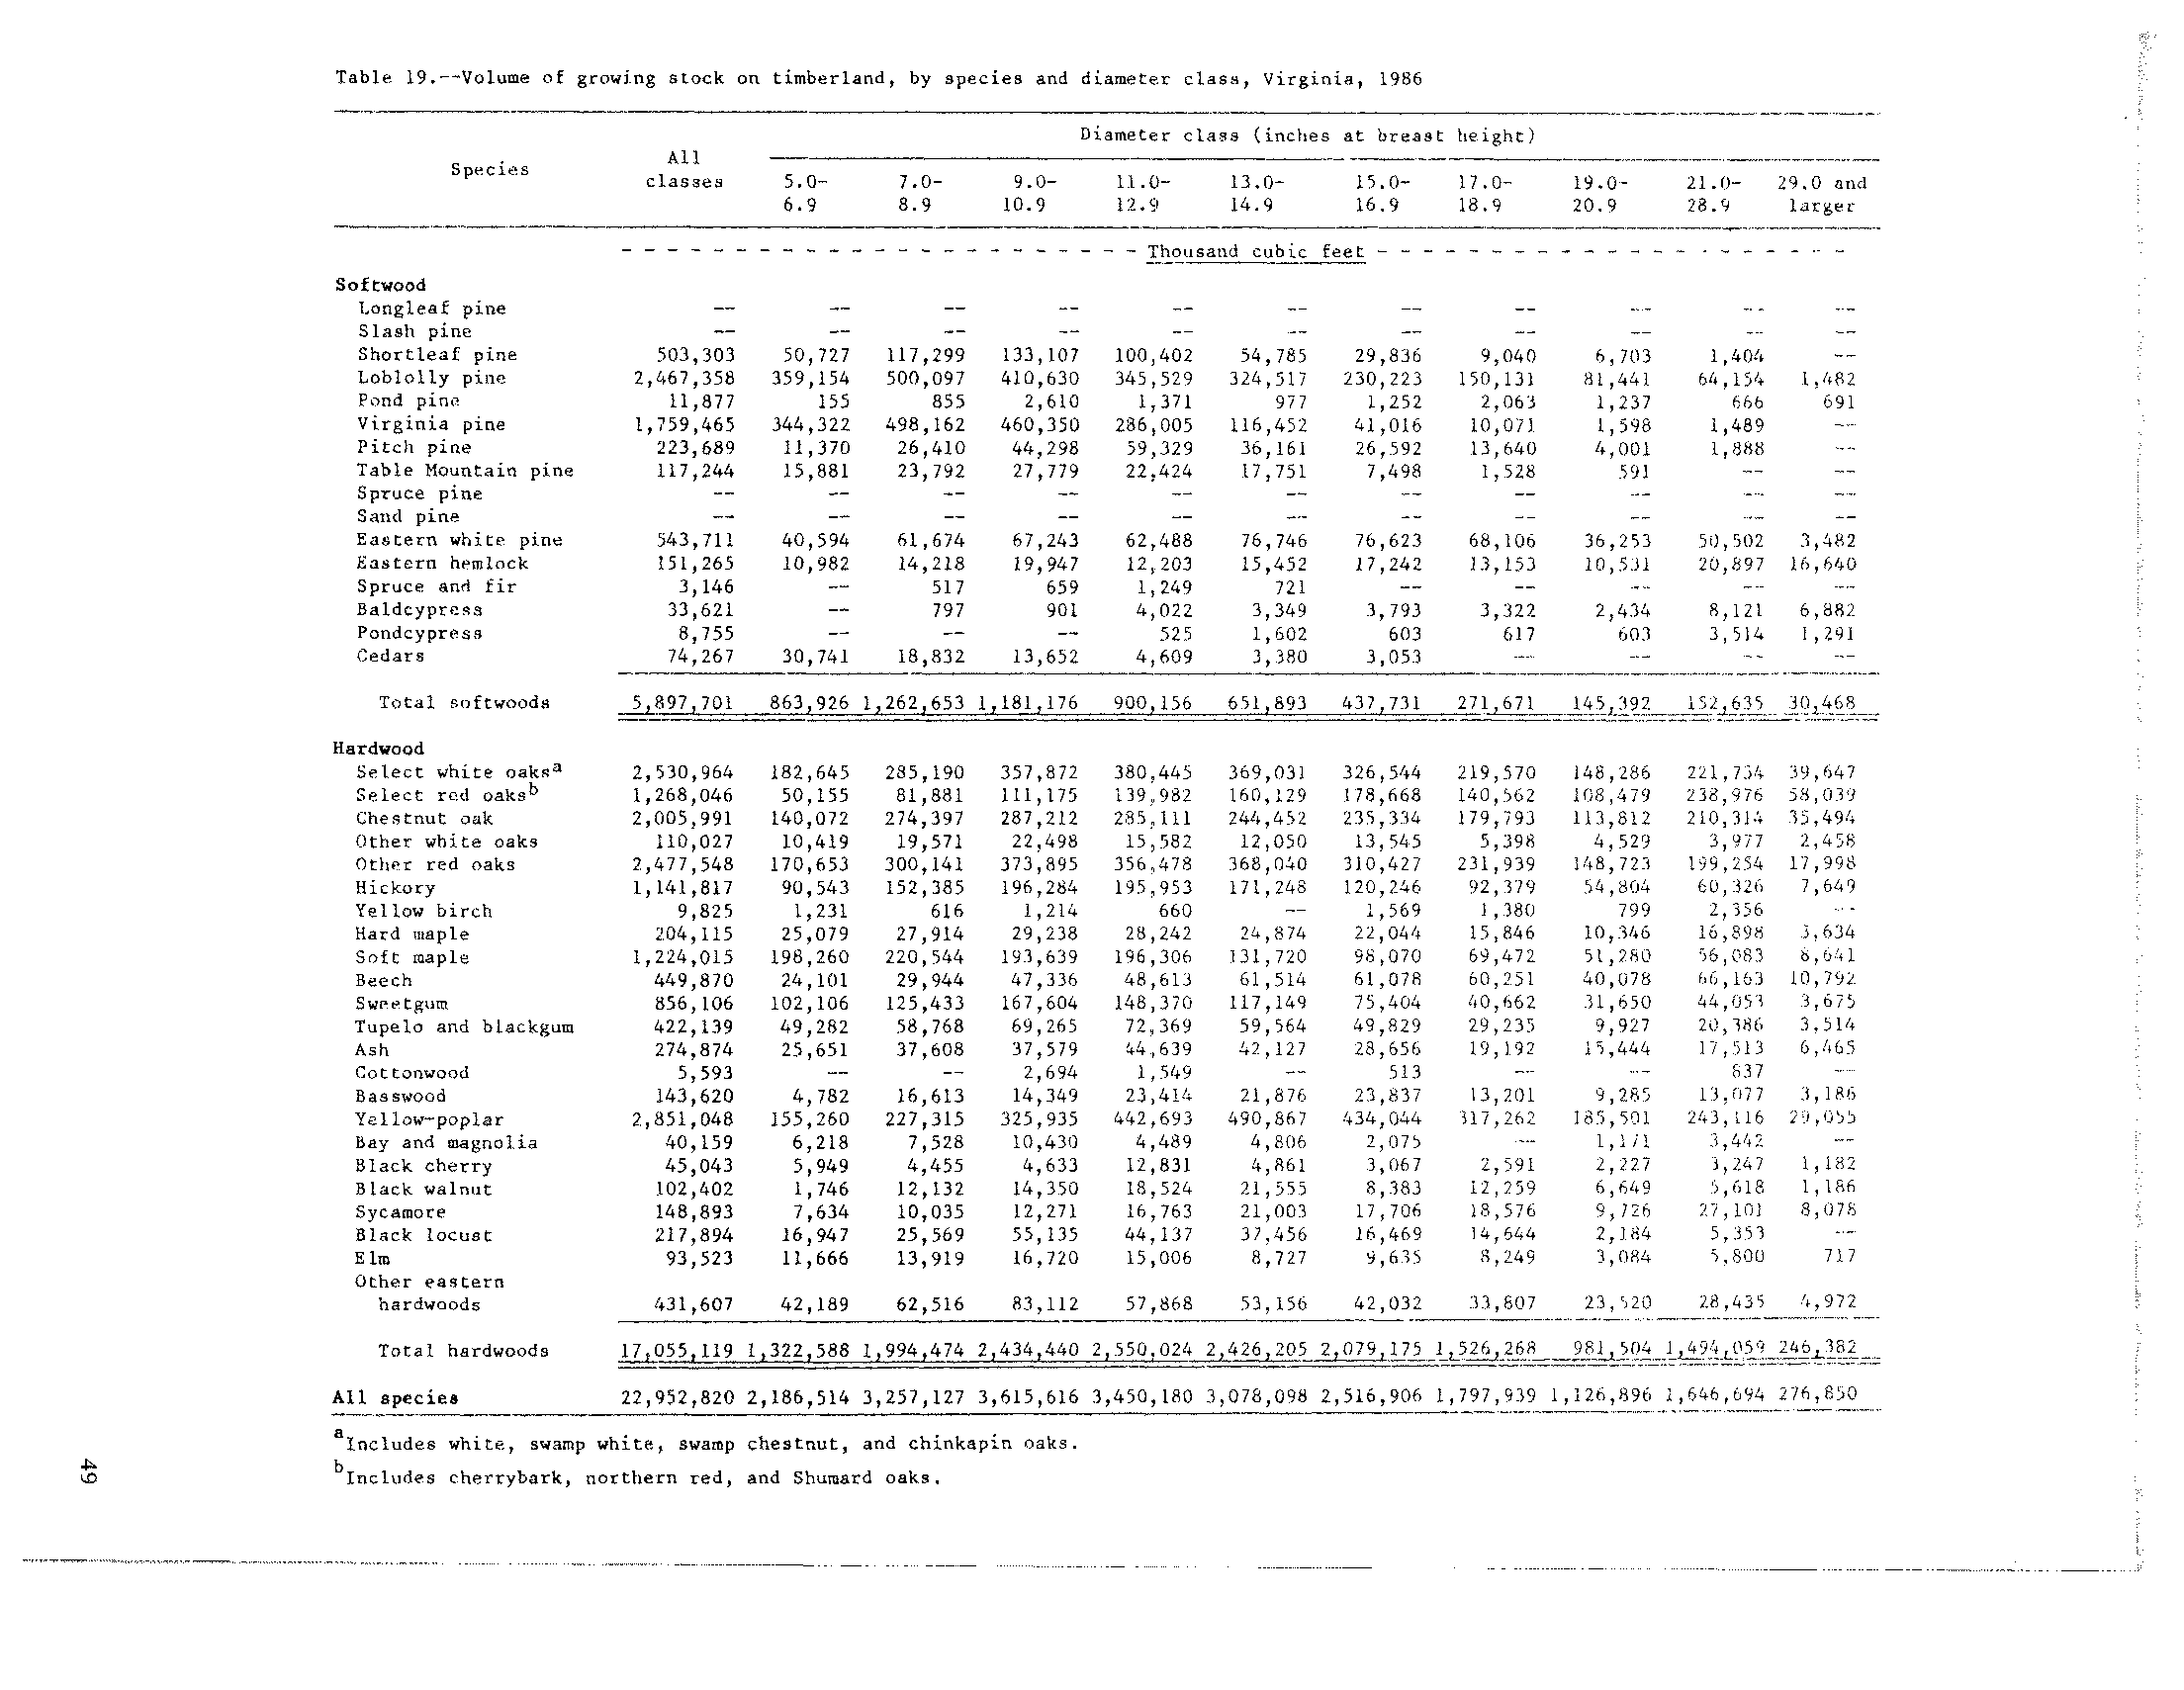 Table 19.--Volume of growing stock on timberland, by species and diameter class, Virginia, 1986
Diameter class (inches at breast height)
Species All classes 5.0-6.9 7.0-8.9 9.0-10.9 11.0-12.9 13.0-14.9 15.0-16.9 17.0-18.9 19.0-20.9 21.0-28.9 29.0 and larger
- - - Thousand cubic feet - - -
Softwood
Longleaf pine -- -- -- -- -- -- -- -- -- -- --
Slash pine -- -- -- -- -- -- -- -- -- -- --
Shortleaf pine 503,303 50,727 117,299 133,107 100,402 54,785 29,836 9,040 6,703 1,404 --
Loblolly pine 2,467,358 359,154 500,097 410,630 345,529 324,517 230,223 150,131 81,441 64,154 1,482
Pond pine 11,877 155 855 2,610 1,371 977 1,252 2,063 1,237 666 691
Virginia pine 1,759,465 344,322 498,162 460,350 286,005 116,452 41,016 10,071 1,598 1,489 --
Pitch pine 223,689 11,370 26,410 44,298 59,329 36,161 26,592 13,640 4,001 1,888 --
Table Mountain pine 117,244 15,881 23,792 27,779 22,424 17,751 7,498 1,528 591 -- --
Spruce pine -- -- -- -- -- -- -- -- -- -- --
Sand pine -- -- -- -- -- -- -- -- -- -- --
Eastern white pine 543,711 40,594 61,674 67,243 62,488 76,746 76,623 68,106 36,253 50,502 3,482
Eastern hemlock 151,265 10,982 14,218 19,947 12,203 15,452 17,242 13,153 10,531 20,897 16,640
Spruce and fir 3,146 -- 517 659 1,249 721 -- -- -- -- --
Baldcypress 33,621 -- 797 901 4,022 3,349 3,793 3,322 2,434 8,121 6,882
Pondcypress 8,755 -- -- -- 525 1,602 603 617 603 3,514 1,291
Cedars 74,267 30,741 18,832 13,652 4,609 3,380 3,053 -- -- -- --
Total softwoods 5,897,701 863,926 1,262,653 1,181,176 900,156 651,893 437,731 271,671 145,392 152,635 30,468
Hardwood
Select white oaksa 2,530,964 182,645 285,190 357,872 380,445 369,031 326,544 219,570 148,286 221,734 39,647
Select red oaksb 1,268,046 50,155 81,881 111,175 139,982 160,129 178,668 140,562 108,479 238,976 58,039
Chestnut oak 2,005,991 140,072 274,397 287,212 285,111 244,452 235,334 179,793 113,812 210,314 35,494
Other white oaks 110,027 10,419 19,571 22,498 15,582 12,050 13,545 5,398 4,529 3,977 2,458
Other red oaks 2,477,548 170,653 300,141 373,895 356,478 368,040 310,427 231,939 148,723 199,254 17,998
Hickory 1,141,817 90,543 152,385 196,284 195,953 171,248 120,246 92,379 54,804 60,326 7,649
Yellow birch 9,825 1,231 616 1,214 660 -- 1,569 1,380 799 2,356 --
Hard maple 204,115 25,079 27,914 29,238 28,242 24,874 22,044 15,846 10,346 16,898 3,634
Soft maple 1,224,015 198,260 220,544 193,639 196,306 131,720 98,070 69,472 51,280 56,083 8,641
Beech 449,870 24,101 29,944 47,336 48,613 61,514 61,078 60,251 40,078 66,163 10,792
Sweetgum 856,106 102,106 125,433 167,604 148,370 117,149 75,404 40,662 31,650 44,053 3,675
Tupelo and blackgum 422,139 49,282 58,768 69,265 72,369 59,564 49,829 29,235 9,927 20,386 3,514
Ash 274,874 25,651 37,608 37,579 44,639 42,127 28,656 19,192 15,444 17,513 6,465
Cottonwood 5,593 -- -- 2,694 1,549 -- 513 -- -- 837 --
Basswood 143,620 4,782 16,613 14,349 23,414 21,876 23,837 13,201 9,285 13,077 3,186
Yellow-poplar 2,851,048 155,260 227,315 325,935 442,693 490,867 434,044 317,262 185,501 243,116 29,055
Bay and magnolia 40,159 6,218 7,528 10,430 4,489 4,806 2,075 -- 1,171 3,442 --
Black cherry 45,043 5,949 4,455 4,633 12,831 4,861 3,067 2,591 2,227 3,247 1,182
Black walnut 102,402 1,746 12,132 14,350 18,524 21,555 8,383 12,259 6,649 5,618 1,186
Sycamore 148,893 7,634 10,035 12,271 16,763 21,003 17,706 18,576 9,726 27,101 8,078
Black locust 217,894 16,947 25,569 55,135 44,137 37,456 16,469 14,644 2,184 5,353 --
Elm 93,523 11,666 13,919 16,720 15,006 8,727 9,635 8,249 3,084 5,800 717
Other eastern
hardwoods 431,607 42,189 62,516 83,112 57,868 53,156 42,032 33,807 23,520 28,435 4,972
Total hardwoods 17,055,119 1,322,588 1,994,474 2,434,440 2,550,024 2,426,205 2,079,175 1,526,268 981,504 1,494,059 246,382
All species 22,952,820 2,186,514 3,257,127 3,615,616 3,450,180 3,078,098 2,516,906 1,797,939 1,126,896 1,646,694 276,850
aIncludes white, swamp white, swamp chestnut, and chinkapin oaks.
bIncludes cherrybark, northern red, and Shumard oaks.
49